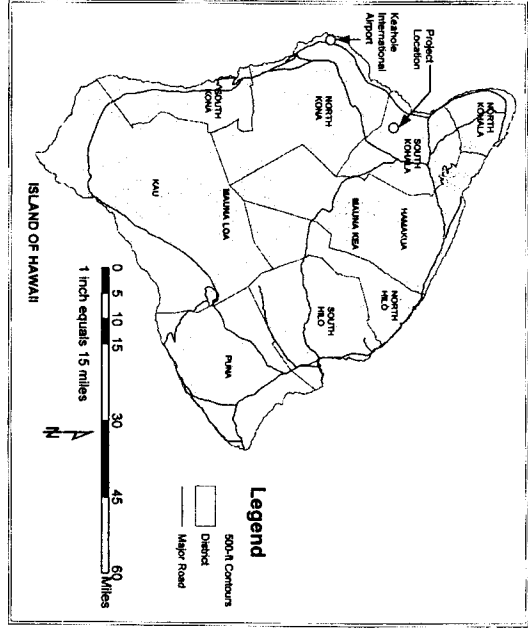 Project
Location
Keahole
International
Airport
NORTH
KOHALA
SOUTH
KOHALA
HAMAKUA
NORTH
HILO
MAUNA KEA
NORTH
KONA
SOUTH
HILO
SOUTH
KONA
MAUNA LOA
KAU
PUNA
ISLAND OF HAWAII
0 5 10 15 30 45 60
Miles
1 inch equals 15 miles
N
Legend
500-ft Contours
District
Major Road